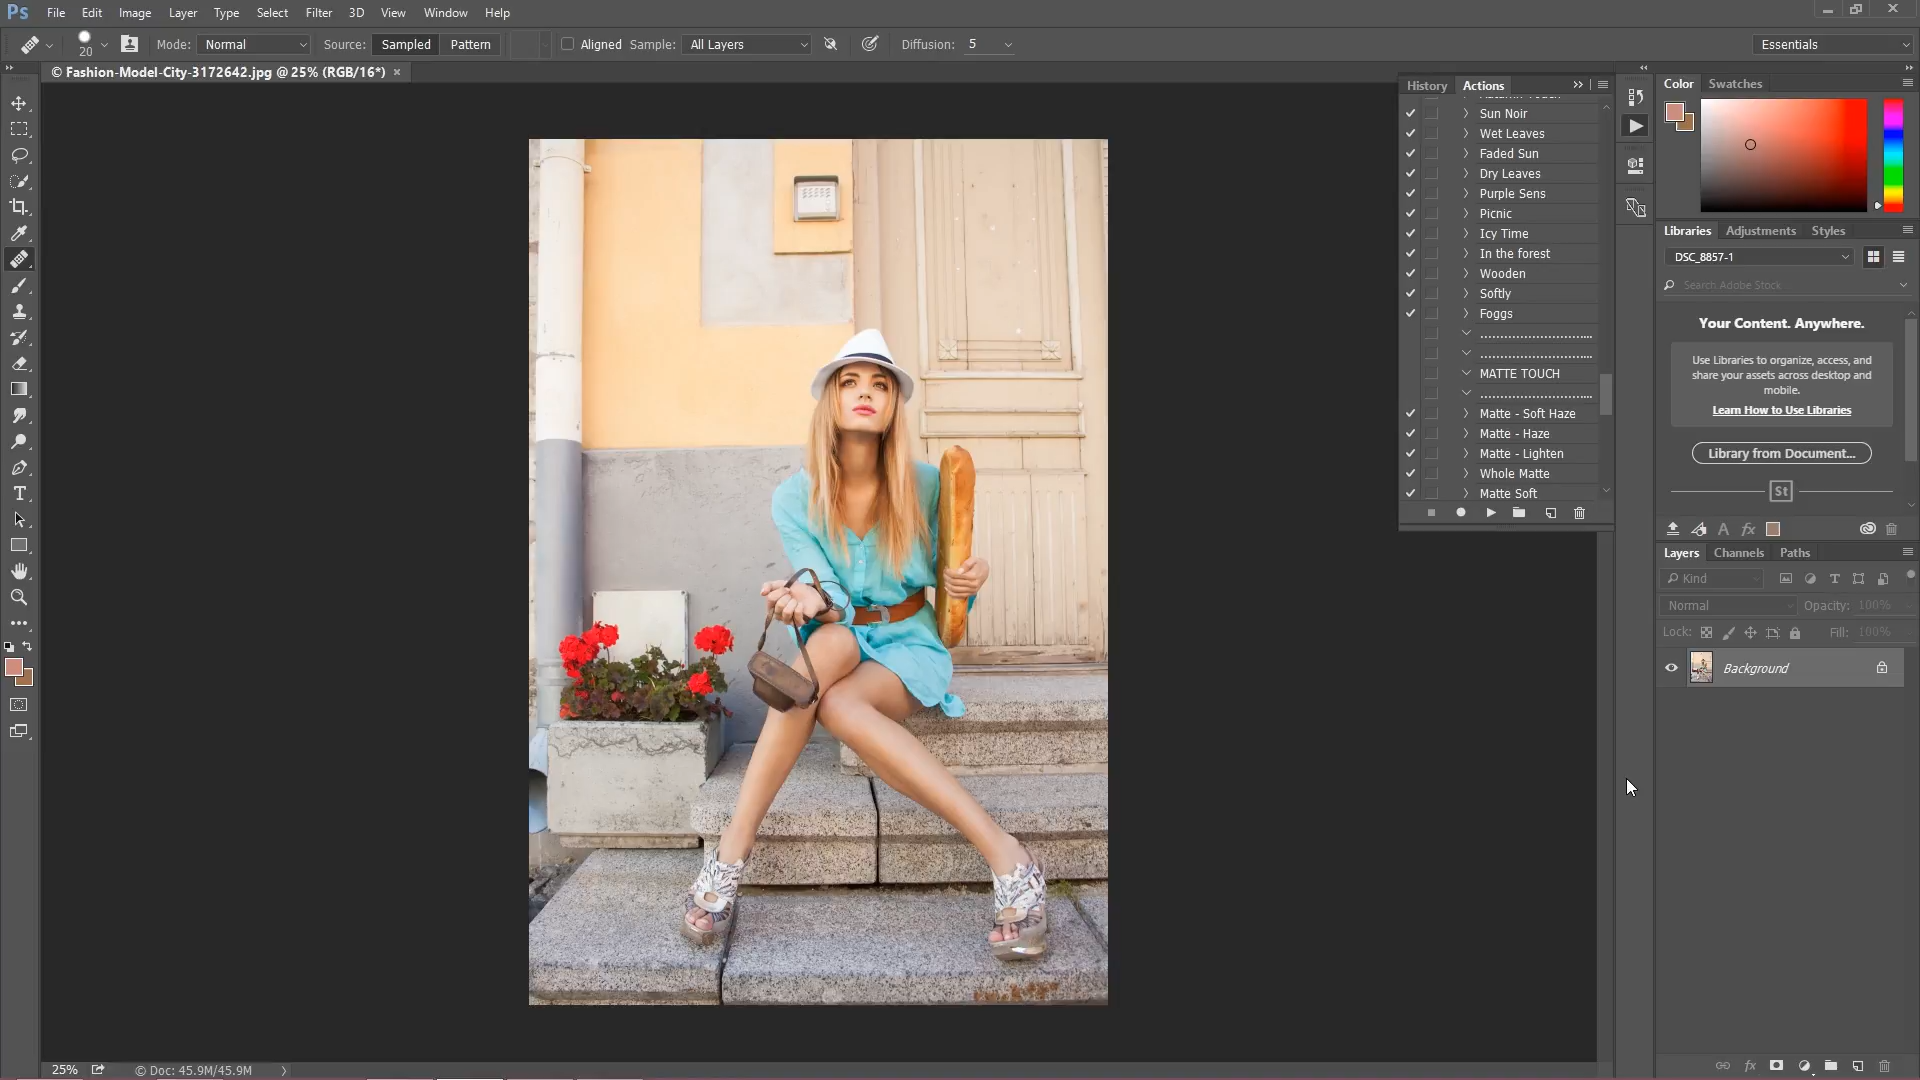 Ps File Edit Image Layer Type Select Filter 3D View Window Help
20 Mode: Normal Source: Sampled Pattern Aligned Sample: All Layers Diffusion: 5 Essentials
© Fashion-Model-City-3172642.jpg @ 25% (RGB/16*) ×
History Actions
Sun Noir
Wet Leaves
Faded Sun
Dry Leaves
Purple Sens
Picnic
Icy Time
In the forest
Wooden
Softly
Foggs
............................
............................
MATTE TOUCH
............................
Matte - Soft Haze
Matte - Haze
Matte - Lighten
Whole Matte
Matte Soft
Color Swatches
Libraries Adjustments Styles
DSC_8857-1
Search Adobe Stock
Your Content. Anywhere.
Use Libraries to organize, access, and
share your assets across desktop and
mobile.
Learn How to Use Libraries
Library from Document...
St
A fx
Layers Channels Paths
Kind T
Normal Opacity: 100%
Lock: Fill: 100%
Background
fx
T
25% © Doc: 45.9M/45.9M